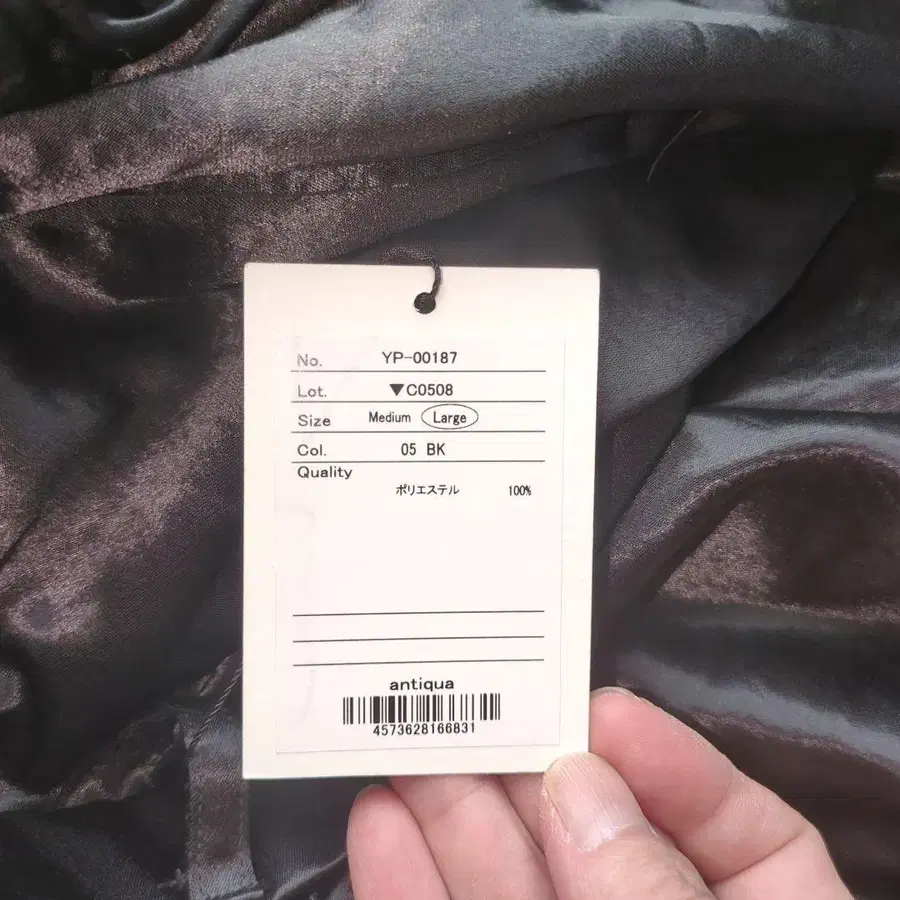 No. YP-00187
Lot. ▼C0508
Size Medium Large
Col. 05 BK
Quality
ポリエステル 100%
antiqua
4573628166831